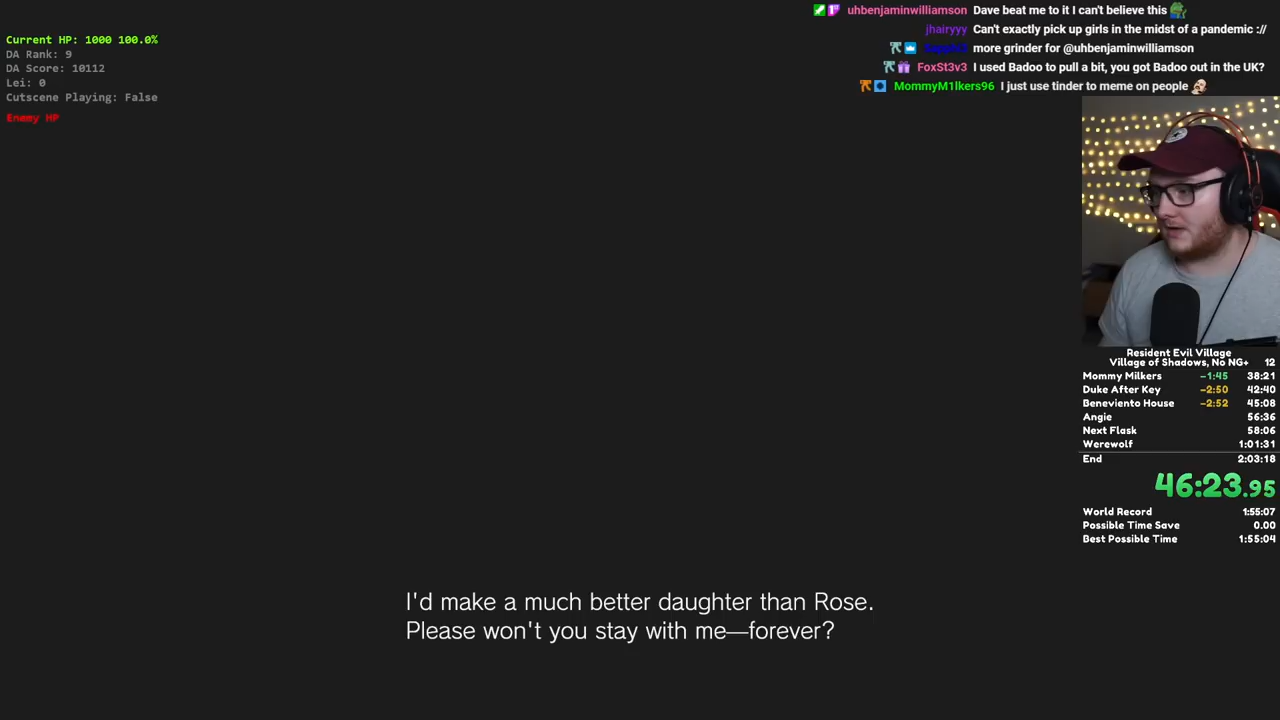 uhbenjaminwilliamson Dave beat me to it I can't believe this
jhairyyy Can't exactly pick up girls in the midst of a pandemic ://
more grinder for @uhbenjaminwilliamson
FoxSt3v3 I used Badoo to pull a bit, you got Badoo out in the UK?
MommyM1lkers96 I just use tinder to meme on people
Current HP: 1000 100.0%
DA Rank: 9
DA Score: 10112
Lei: 0
Cutscene Playing: False
Enemy HP
Resident Evil Village
Village of Shadows, No NG+ 12
Mommy Milkers -1:45 38:21
Duke After Key -2:50 42:40
Beneviento House -2:52 45:08
Angie 56:36
Next Flask 58:06
Werewolf 1:01:31
End 2:03:18
46:23.95
World Record 1:55:07
Possible Time Save 0.00
Best Possible Time 1:55:04
I'd make a much better daughter than Rose.
Please won't you stay with me—forever?